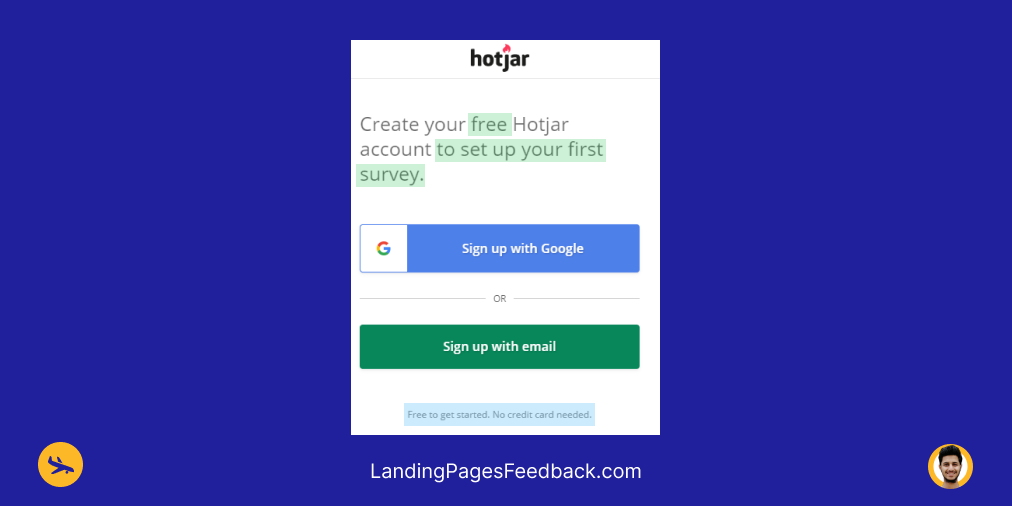 hotjar
Create your free Hotjar
account to set up your first
survey.
Sign up with Google
OR
Sign up with email
Free to get started. No credit card needed.
LandingPagesFeedback.com